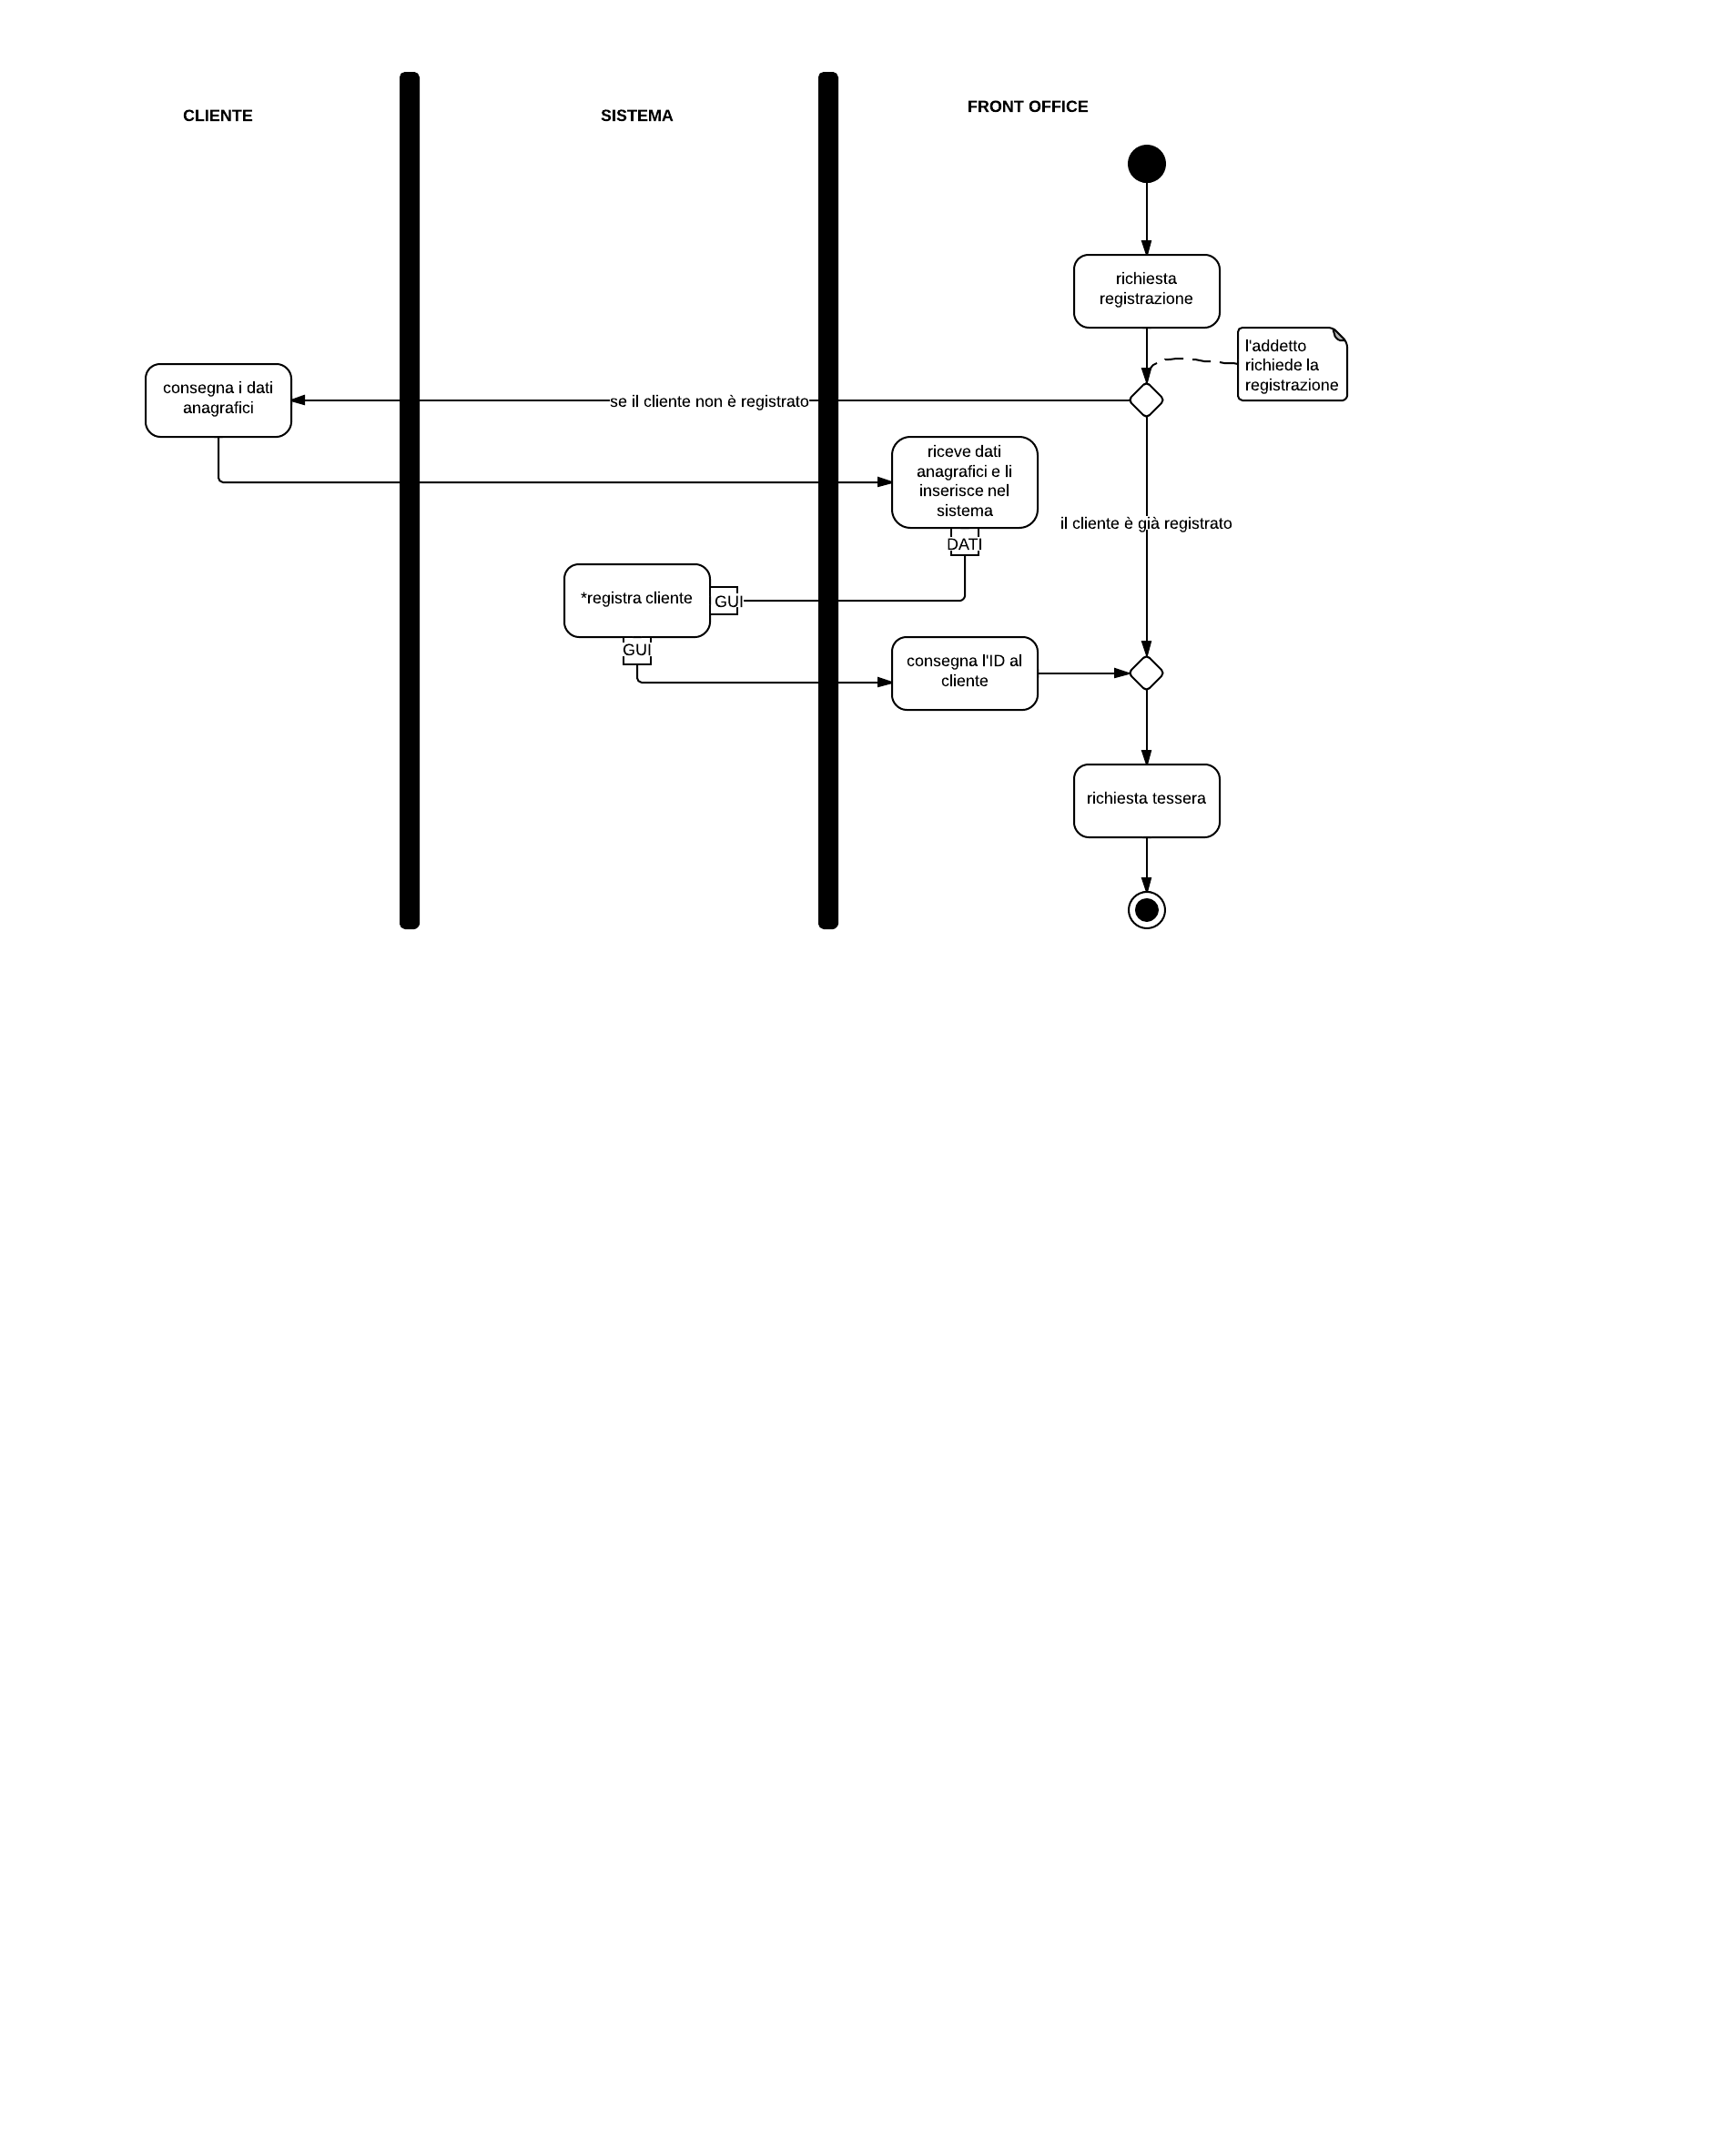 CLIENTE
SISTEMA
FRONT OFFICE
richiesta
registrazione
l'addetto
richiede la
registrazione
consegna i dati
anagrafici
se il cliente non è registrato
riceve dati
anagrafici e li
inserisce nel
sistema
DATI
il cliente è già registrato
*registra cliente
GUI
GUI
consegna l'ID al
cliente
richiesta tessera